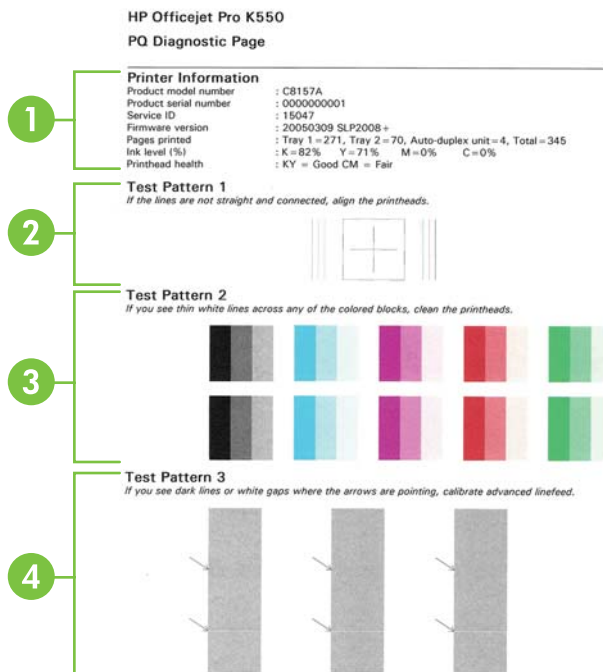 HP Officejet Pro K550
PQ Diagnostic Page
1
Printer Information
Product model number : C8157A
Product serial number : 0000000001
Service ID : 15047
Firmware version : 20050309 SLP2008+
Pages printed : Tray 1=271, Tray 2=70, Auto-duplex unit=4, Total=345
Ink level (%) : K=82% Y=71% M=0% C=0%
Printhead health : KY = Good CM = Fair
2
Test Pattern 1
If the lines are not straight and connected, align the printheads.
3
Test Pattern 2
If you see thin white lines across any of the colored blocks, clean the printheads.
4
Test Pattern 3
If you see dark lines or white gaps where the arrows are pointing, calibrate advanced linefeed.